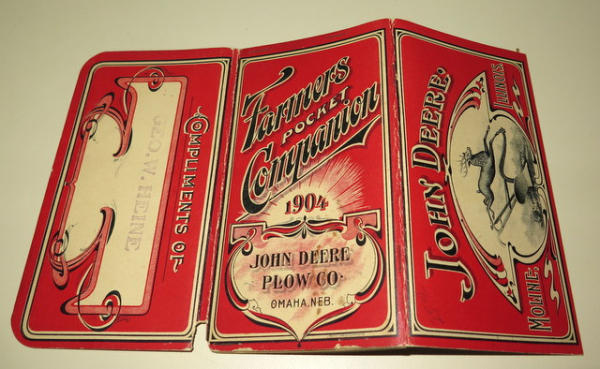 COMPLIMENTS OF
GEO. W. HEINE
Farmers
POCKET
Companion
1904
JOHN DEERE
PLOW CO.
OMAHA, NEB.
JOHN DEERE.
MOLINE, ILLINOIS.